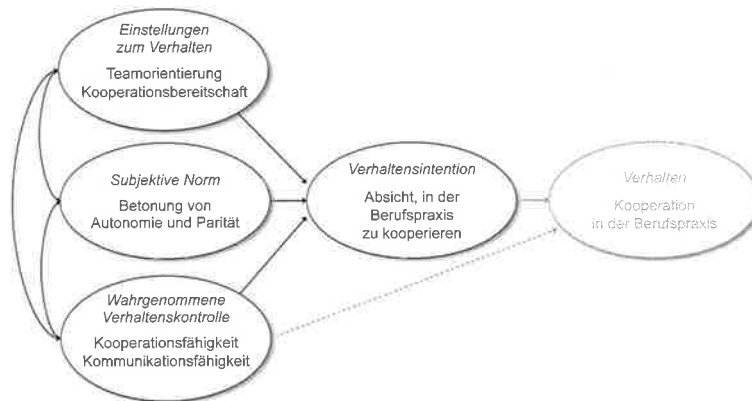 Einstellungen
zum Verhalten
Teamorientierung
Kooperationsbereitschaft
Subjektive Norm
Betonung von
Autonomie und Parität
Wahrgenommene
Verhaltenskontrolle
Kooperationsfähigkeit
Kommunikationsfähigkeit
Verhaltensintention
Absicht, in der
Berufspraxis
zu kooperieren
Verhalten
Kooperation
in der Berufspraxis